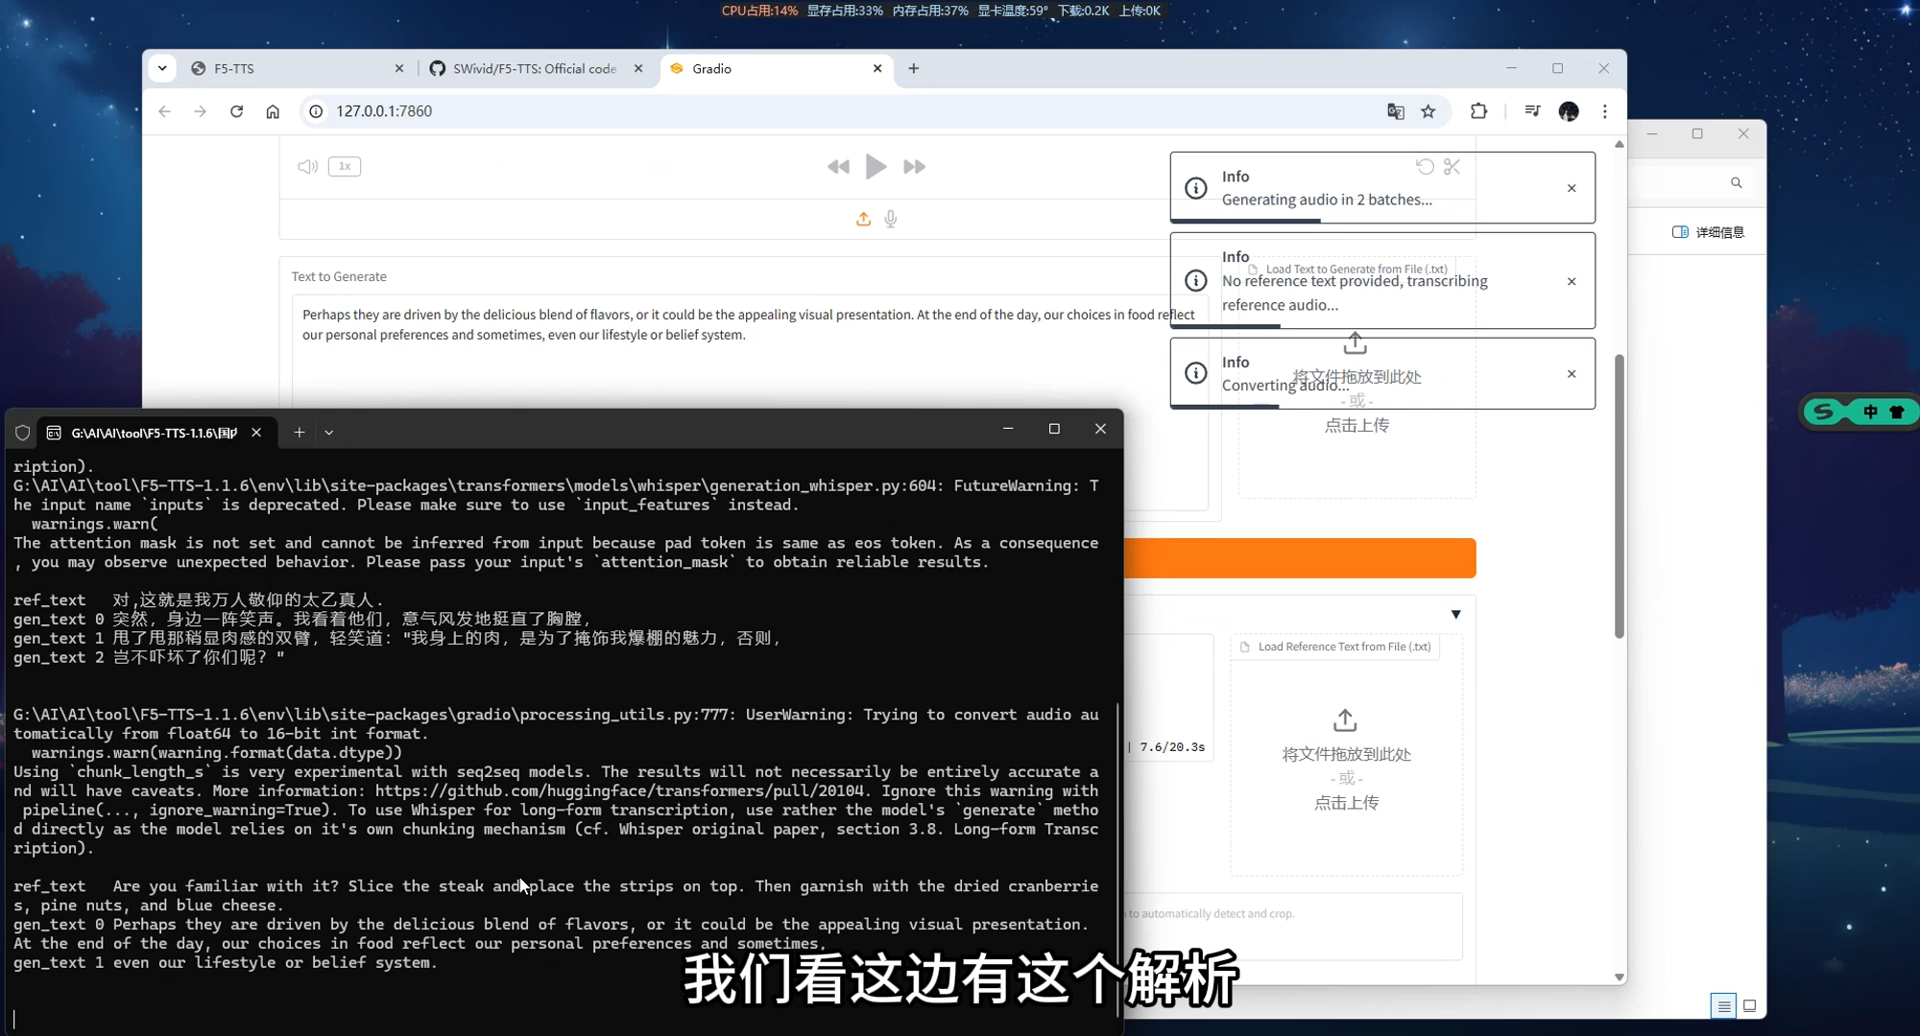 CPU占用:14% 显存占用:33% 内存占用:37% 显卡温度:59° 下载:0.2K 上传:0K
F5-TTS
SWivid/F5-TTS: Official code
Gradio
127.0.0.1:7860
1x
Info
Generating audio in 2 batches...
Info
No reference text provided, transcribing
reference audio...
Info
Converting audio...
详细信息
Text to Generate
Perhaps they are driven by the delicious blend of flavors, or it could be the appealing visual presentation. At the end of the day, our choices in food reflect
our personal preferences and sometimes, even our lifestyle or belief system.
Load Text to Generate from File (.txt)
将文件拖放到此处
- 或 -
点击上传
中
G:\AI\AI\tool\F5-TTS-1.1.6\国内
ription).
G:\AI\AI\tool\F5-TTS-1.1.6\env\lib\site-packages\transformers\models\whisper\generation_whisper.py:604: FutureWarning: T
he input name `inputs` is deprecated. Please make sure to use `input_features` instead.
warnings.warn(
The attention mask is not set and cannot be inferred from input because pad token is same as eos token. As a consequence
, you may observe unexpected behavior. Please pass your input's `attention_mask` to obtain reliable results.
ref_text 对,这就是我万人敬仰的太乙真人.
gen_text 0 突然，身边一阵笑声。我看着他们，意气风发地挺直了胸膛，
gen_text 1 甩了甩那稍显肉感的双臂，轻笑道："我身上的肉，是为了掩饰我爆棚的魅力，否则，
gen_text 2 岂不吓坏了你们呢？"
G:\AI\AI\tool\F5-TTS-1.1.6\env\lib\site-packages\gradio\processing_utils.py:777: UserWarning: Trying to convert audio au
tomatically from float64 to 16-bit int format.
warnings.warn(warning.format(data.dtype))
Using `chunk_length_s` is very experimental with seq2seq models. The results will not necessarily be entirely accurate a
nd will have caveats. More information: https://github.com/huggingface/transformers/pull/20104. Ignore this warning with
pipeline(..., ignore_warning=True). To use Whisper for long-form transcription, use rather the model's `generate` metho
d directly as the model relies on it's own chunking mechanism (cf. Whisper original paper, section 3.8. Long-form Transc
ription).
ref_text Are you familiar with it? Slice the steak and place the strips on top. Then garnish with the dried cranberrie
s, pine nuts, and blue cheese.
gen_text 0 Perhaps they are driven by the delicious blend of flavors, or it could be the appealing visual presentation.
At the end of the day, our choices in food reflect our personal preferences and sometimes,
gen_text 1 even our lifestyle or belief system.
Load Reference Text from File (.txt)
| 7.6/20.3s
将文件拖放到此处
- 或 -
点击上传
to automatically detect and crop.
我们看这边有这个解析